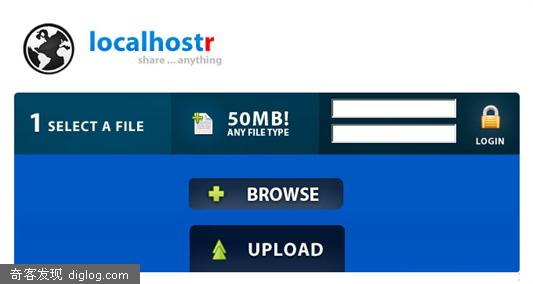 localhostr
share ... anything
1 SELECT A FILE
50MB!
ANY FILE TYPE
LOGIN
BROWSE
UPLOAD
奇客发现 diglog.com